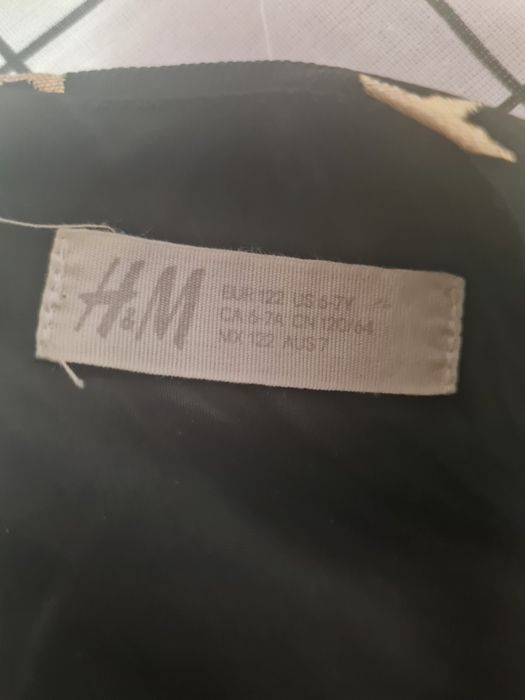 H&M
EUR 122 US 6-7Y
CA 6-7A CN 120/64
MX 122 AUS 7